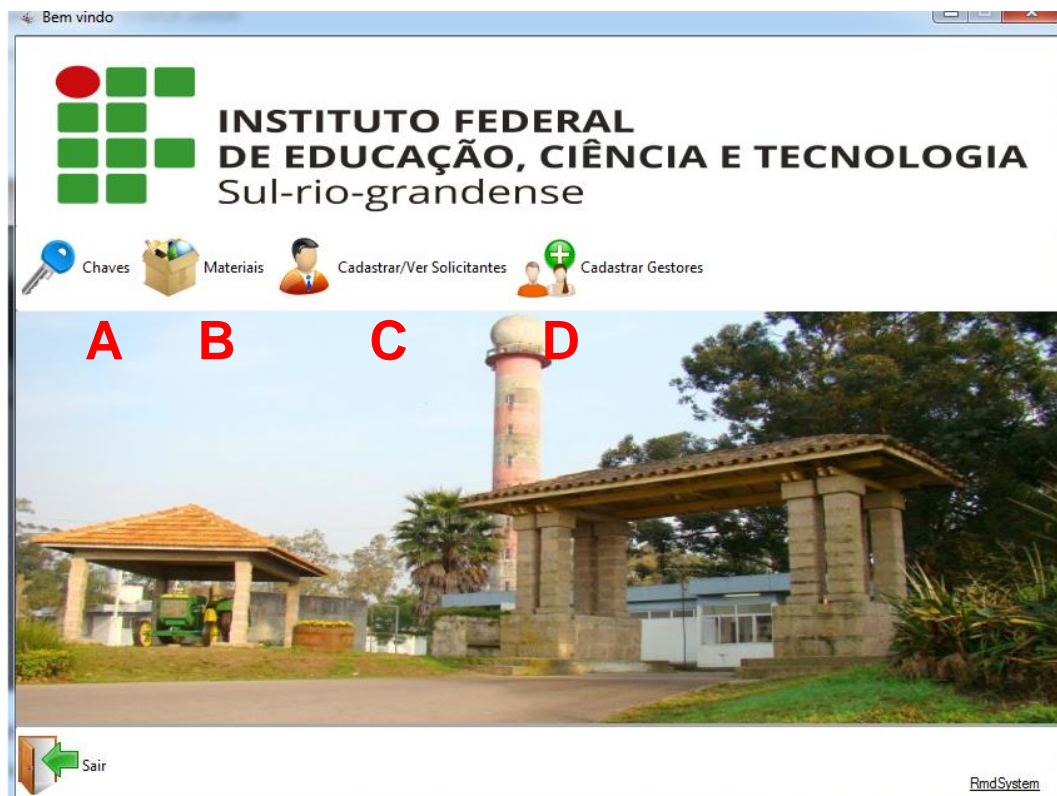 Bem vindo
INSTITUTO FEDERAL
DE EDUCAÇÃO, CIÊNCIA E TECNOLOGIA
Sul-rio-grandense
Chaves Materiais Cadastrar/Ver Solicitantes Cadastrar Gestores
A B C D
Sair
RmdSystem